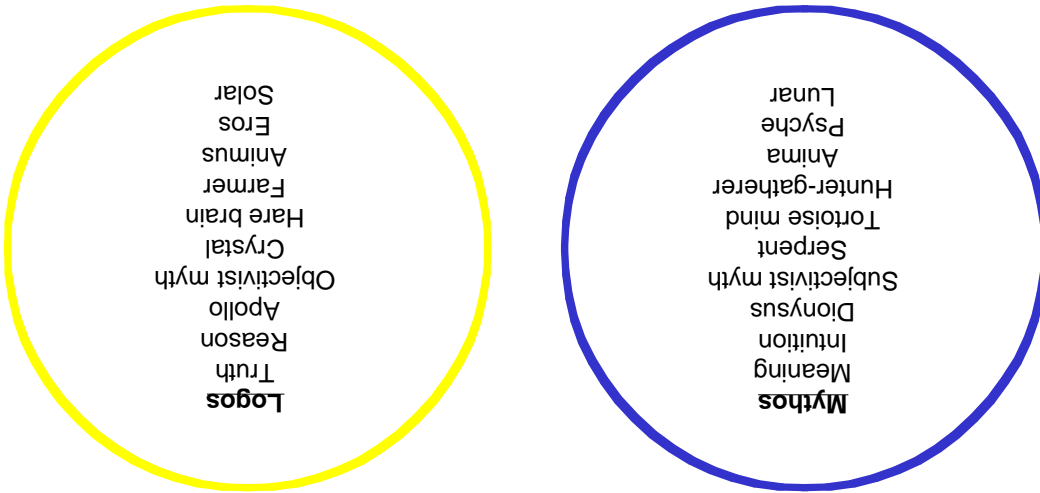 Mythos
Meaning
Intuition
Dionysus
Subjectivist myth
Serpent
Tortoise mind
Hunter-gatherer
Anima
Psyche
Lunar
Logos
Truth
Reason
Apollo
Objectivist myth
Crystal
Hare brain
Farmer
Animus
Eros
Solar